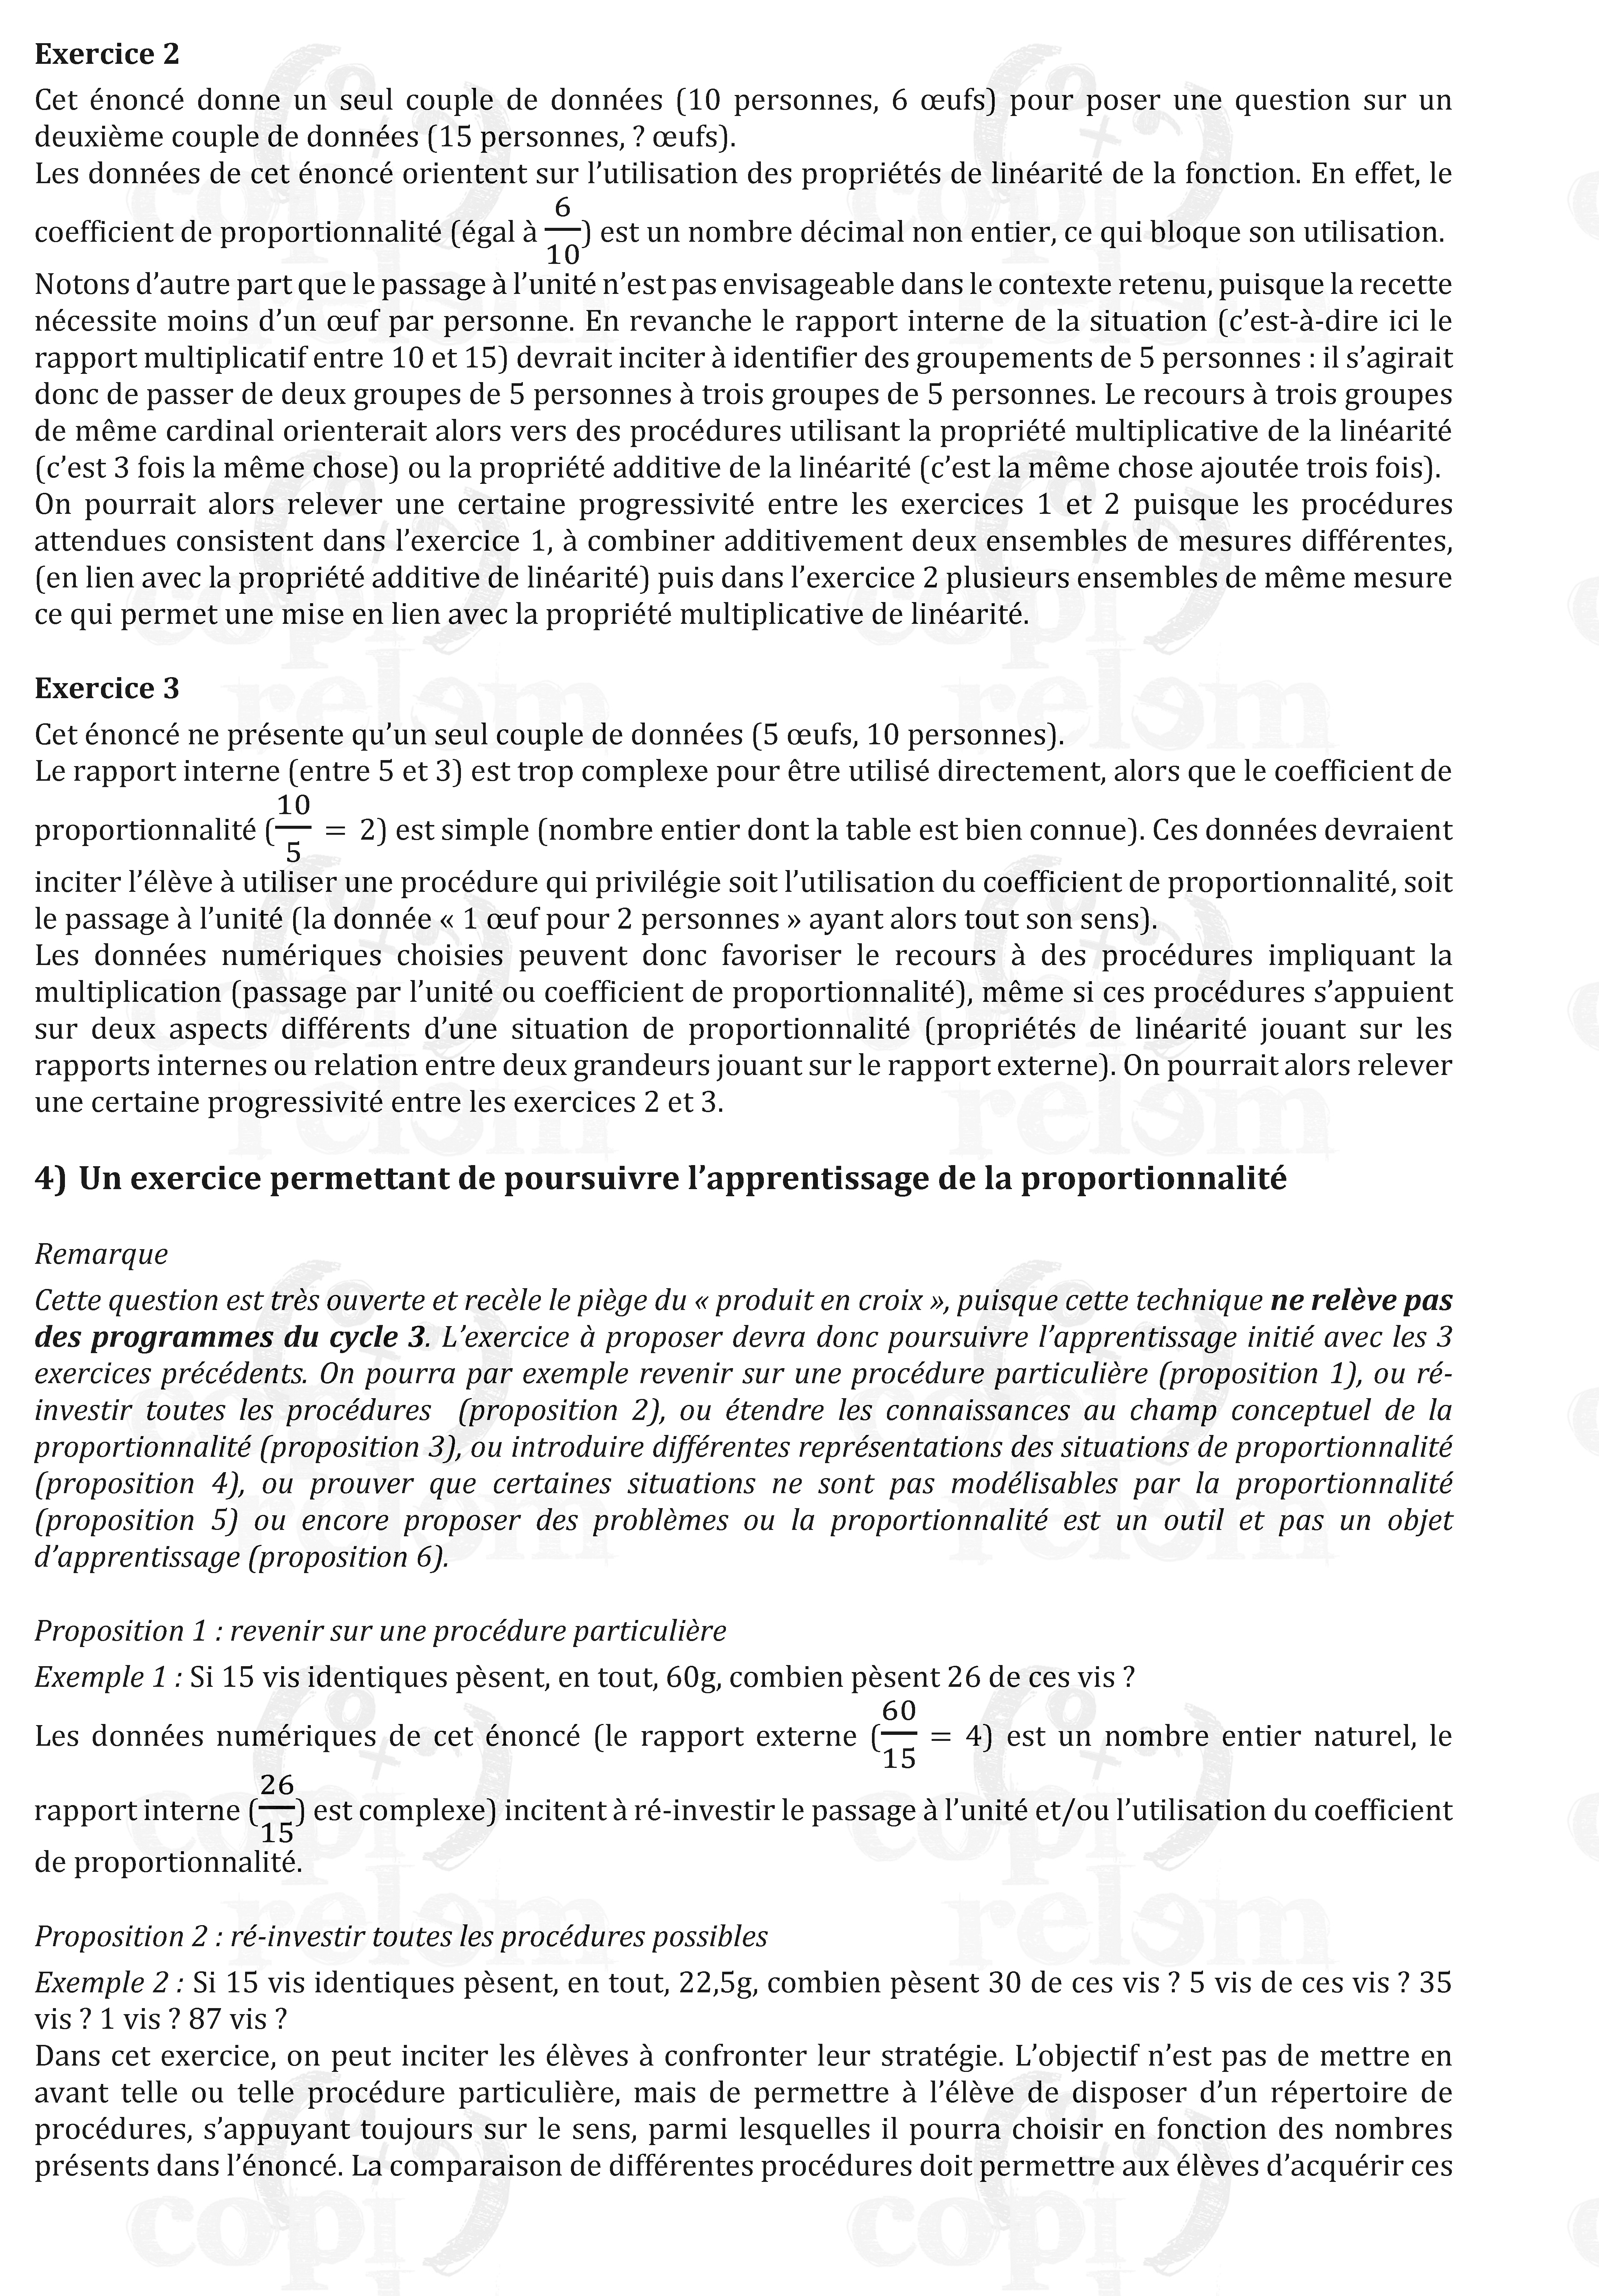 Exercice 2
Cet énoncé donne un seul couple de données (10 personnes, 6 œufs) pour poser une question sur un
deuxième couple de données (15 personnes, ? œufs).
Les données de cet énoncé orientent sur l’utilisation des propriétés de linéarité de la fonction. En effet, le
coefficient de proportionnalité (égal à 6/10) est un nombre décimal non entier, ce qui bloque son utilisation.
Notons d’autre part que le passage à l’unité n’est pas envisageable dans le contexte retenu, puisque la recette
nécessite moins d’un œuf par personne. En revanche le rapport interne de la situation (c’est-à-dire ici le
rapport multiplicatif entre 10 et 15) devrait inciter à identifier des groupements de 5 personnes : il s’agirait
donc de passer de deux groupes de 5 personnes à trois groupes de 5 personnes. Le recours à trois groupes
de même cardinal orienterait alors vers des procédures utilisant la propriété multiplicative de la linéarité
(c’est 3 fois la même chose) ou la propriété additive de la linéarité (c’est la même chose ajoutée trois fois).
On pourrait alors relever une certaine progressivité entre les exercices 1 et 2 puisque les procédures
attendues consistent dans l’exercice 1, à combiner additivement deux ensembles de mesures différentes,
(en lien avec la propriété additive de linéarité) puis dans l’exercice 2 plusieurs ensembles de même mesure
ce qui permet une mise en lien avec la propriété multiplicative de linéarité.
Exercice 3
Cet énoncé ne présente qu’un seul couple de données (5 œufs, 10 personnes).
Le rapport interne (entre 5 et 3) est trop complexe pour être utilisé directement, alors que le coefficient de
proportionnalité (10/5 = 2) est simple (nombre entier dont la table est bien connue). Ces données devraient
inciter l’élève à utiliser une procédure qui privilégie soit l’utilisation du coefficient de proportionnalité, soit
le passage à l’unité (la donnée « 1 œuf pour 2 personnes » ayant alors tout son sens).
Les données numériques choisies peuvent donc favoriser le recours à des procédures impliquant la
multiplication (passage par l’unité ou coefficient de proportionnalité), même si ces procédures s’appuient
sur deux aspects différents d’une situation de proportionnalité (propriétés de linéarité jouant sur les
rapports internes ou relation entre deux grandeurs jouant sur le rapport externe). On pourrait alors relever
une certaine progressivité entre les exercices 2 et 3.
4) Un exercice permettant de poursuivre l’apprentissage de la proportionnalité
Remarque
Cette question est très ouverte et recèle le piège du « produit en croix », puisque cette technique ne relève pas
des programmes du cycle 3. L’exercice à proposer devra donc poursuivre l’apprentissage initié avec les 3
exercices précédents. On pourra par exemple revenir sur une procédure particulière (proposition 1), ou ré-
investir toutes les procédures (proposition 2), ou étendre les connaissances au champ conceptuel de la
proportionnalité (proposition 3), ou introduire différentes représentations des situations de proportionnalité
(proposition 4), ou prouver que certaines situations ne sont pas modélisables par la proportionnalité
(proposition 5) ou encore proposer des problèmes ou la proportionnalité est un outil et pas un objet
d’apprentissage (proposition 6).
Proposition 1 : revenir sur une procédure particulière
Exemple 1 : Si 15 vis identiques pèsent, en tout, 60g, combien pèsent 26 de ces vis ?
Les données numériques de cet énoncé (le rapport externe (60/15 = 4) est un nombre entier naturel, le
rapport interne (26/15) est complexe) incitent à ré-investir le passage à l’unité et/ou l’utilisation du coefficient
de proportionnalité.
Proposition 2 : ré-investir toutes les procédures possibles
Exemple 2 : Si 15 vis identiques pèsent, en tout, 22,5g, combien pèsent 30 de ces vis ? 5 vis de ces vis ? 35
vis ? 1 vis ? 87 vis ?
Dans cet exercice, on peut inciter les élèves à confronter leur stratégie. L’objectif n’est pas de mettre en
avant telle ou telle procédure particulière, mais de permettre à l’élève de disposer d’un répertoire de
procédures, s’appuyant toujours sur le sens, parmi lesquelles il pourra choisir en fonction des nombres
présents dans l’énoncé. La comparaison de différentes procédures doit permettre aux élèves d’acquérir ces